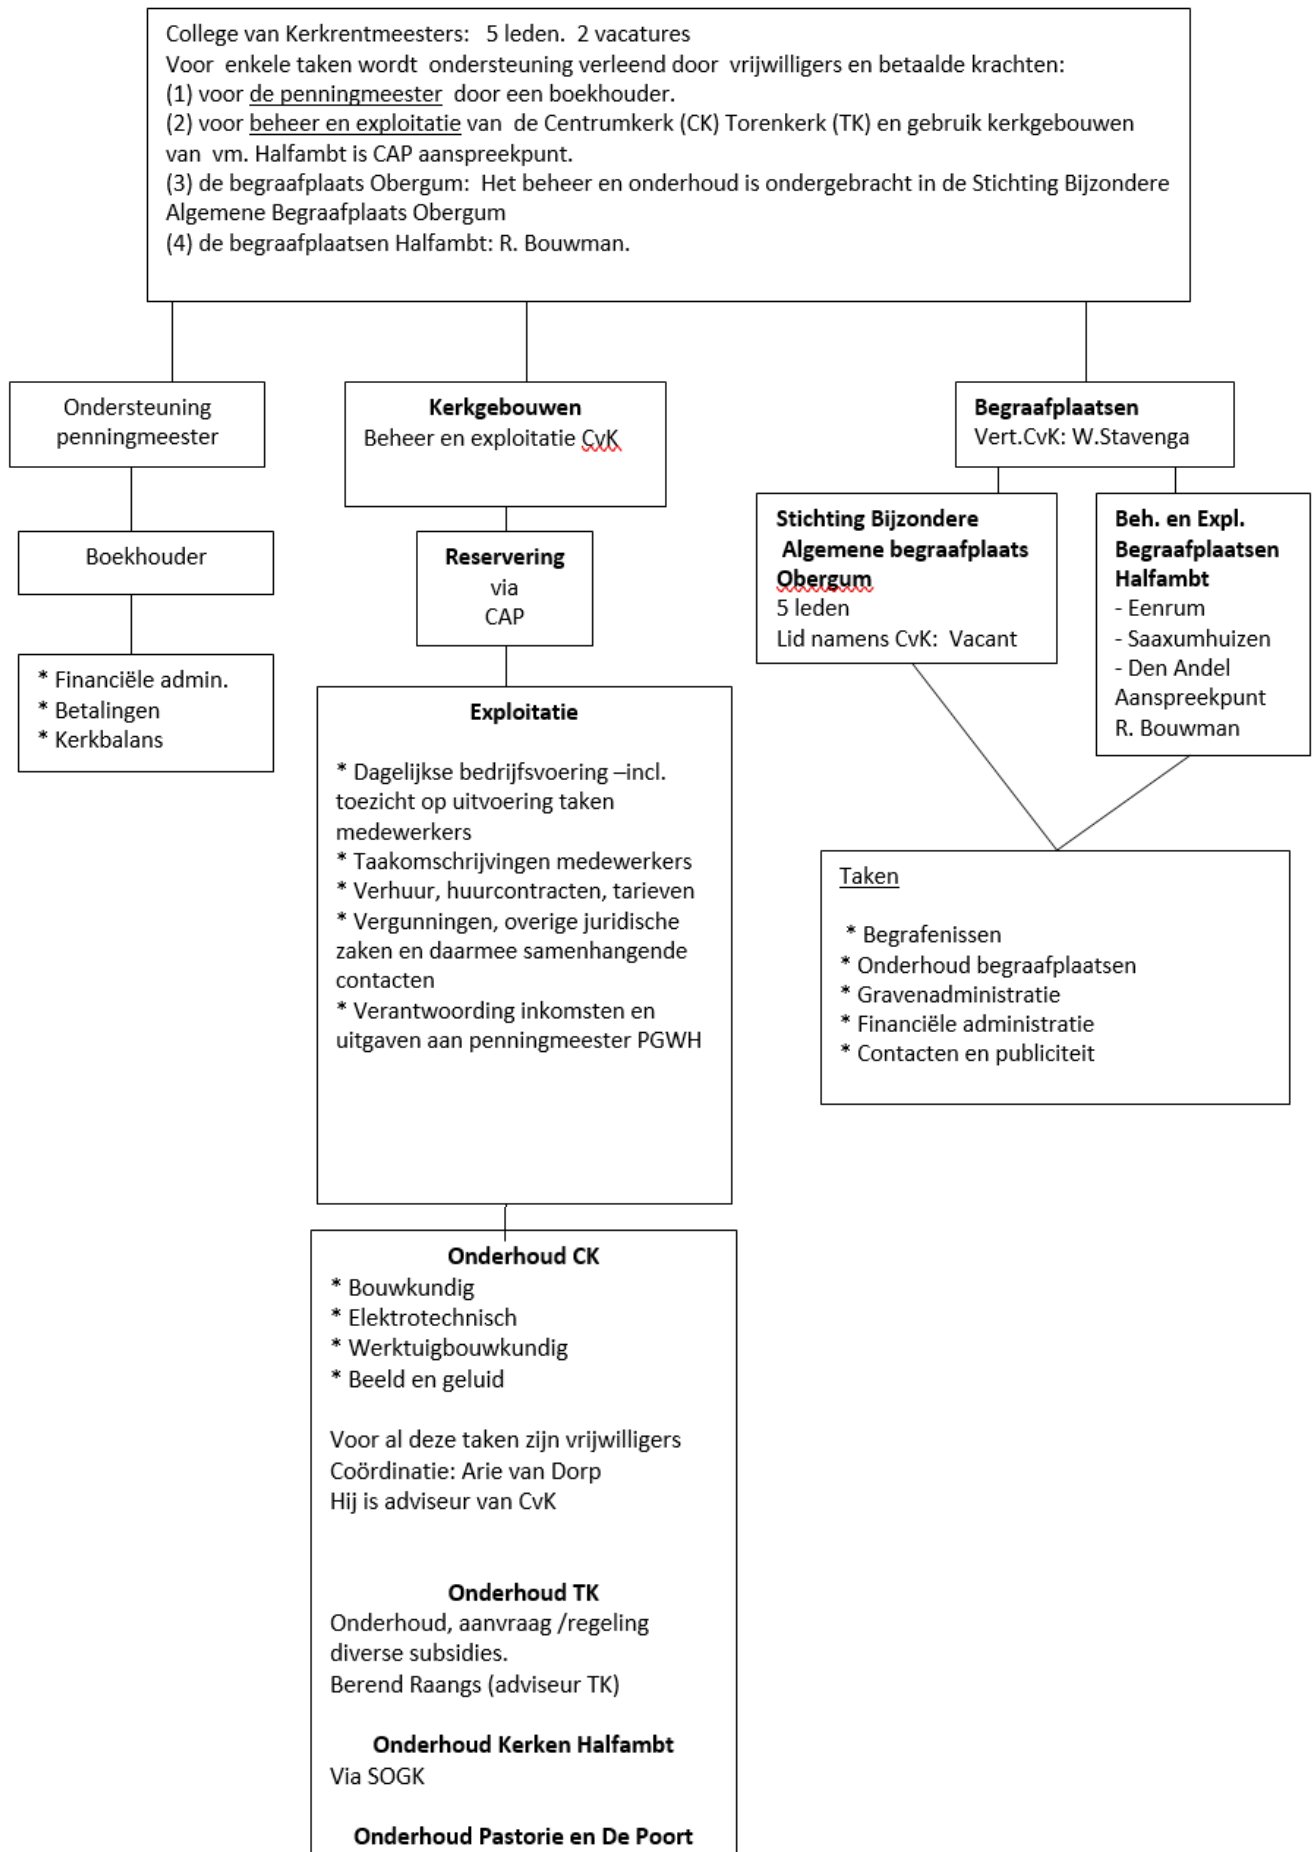 College van Kerkrentmeesters: 5 leden. 2 vacatures
Voor enkele taken wordt ondersteuning verleend door vrijwilligers en betaalde krachten:
(1) voor de penningmeester door een boekhouder.
(2) voor beheer en exploitatie van de Centrumkerk (CK) Torenkerk (TK) en gebruik kerkgebouwen
van vm. Halfambt is CAP aanspreekpunt.
(3) de begraafplaats Obergum: Het beheer en onderhoud is ondergebracht in de Stichting Bijzondere
Algemene Begraafplaats Obergum
(4) de begraafplaatsen Halfambt: R. Bouwman.
Ondersteuning
penningmeester
Boekhouder
* Financiële admin.
* Betalingen
* Kerkbalans
Kerkgebouwen
Beheer en exploitatie CvK
Reservering
via
CAP
Exploitatie
* Dagelijkse bedrijfsvoering –incl.
toezicht op uitvoering taken
medewerkers
* Taakomschrijvingen medewerkers
* Verhuur, huurcontracten, tarieven
* Vergunningen, overige juridische
zaken en daarmee samenhangende
contacten
* Verantwoording inkomsten en
uitgaven aan penningmeester PGWH
Onderhoud CK
* Bouwkundig
* Elektrotechnisch
* Werktuigbouwkundig
* Beeld en geluid
Voor al deze taken zijn vrijwilligers
Coördinatie: Arie van Dorp
Hij is adviseur van CvK
Onderhoud TK
Onderhoud, aanvraag /regeling
diverse subsidies.
Berend Raangs (adviseur TK)
Onderhoud Kerken Halfambt
Via SOGK
Onderhoud Pastorie en De Poort
Begraafplaatsen
Vert.CvK: W.Stavenga
Stichting Bijzondere
Algemene begraafplaats
Obergum
5 leden
Lid namens CvK: Vacant
Beh. en Expl.
Begraafplaatsen
Halfambt
- Eenrum
- Saaxumhuizen
- Den Andel
Aanspreekpunt
R. Bouwman
Taken
* Begrafenissen
* Onderhoud begraafplaatsen
* Gravenadministratie
* Financiële administratie
* Contacten en publiciteit